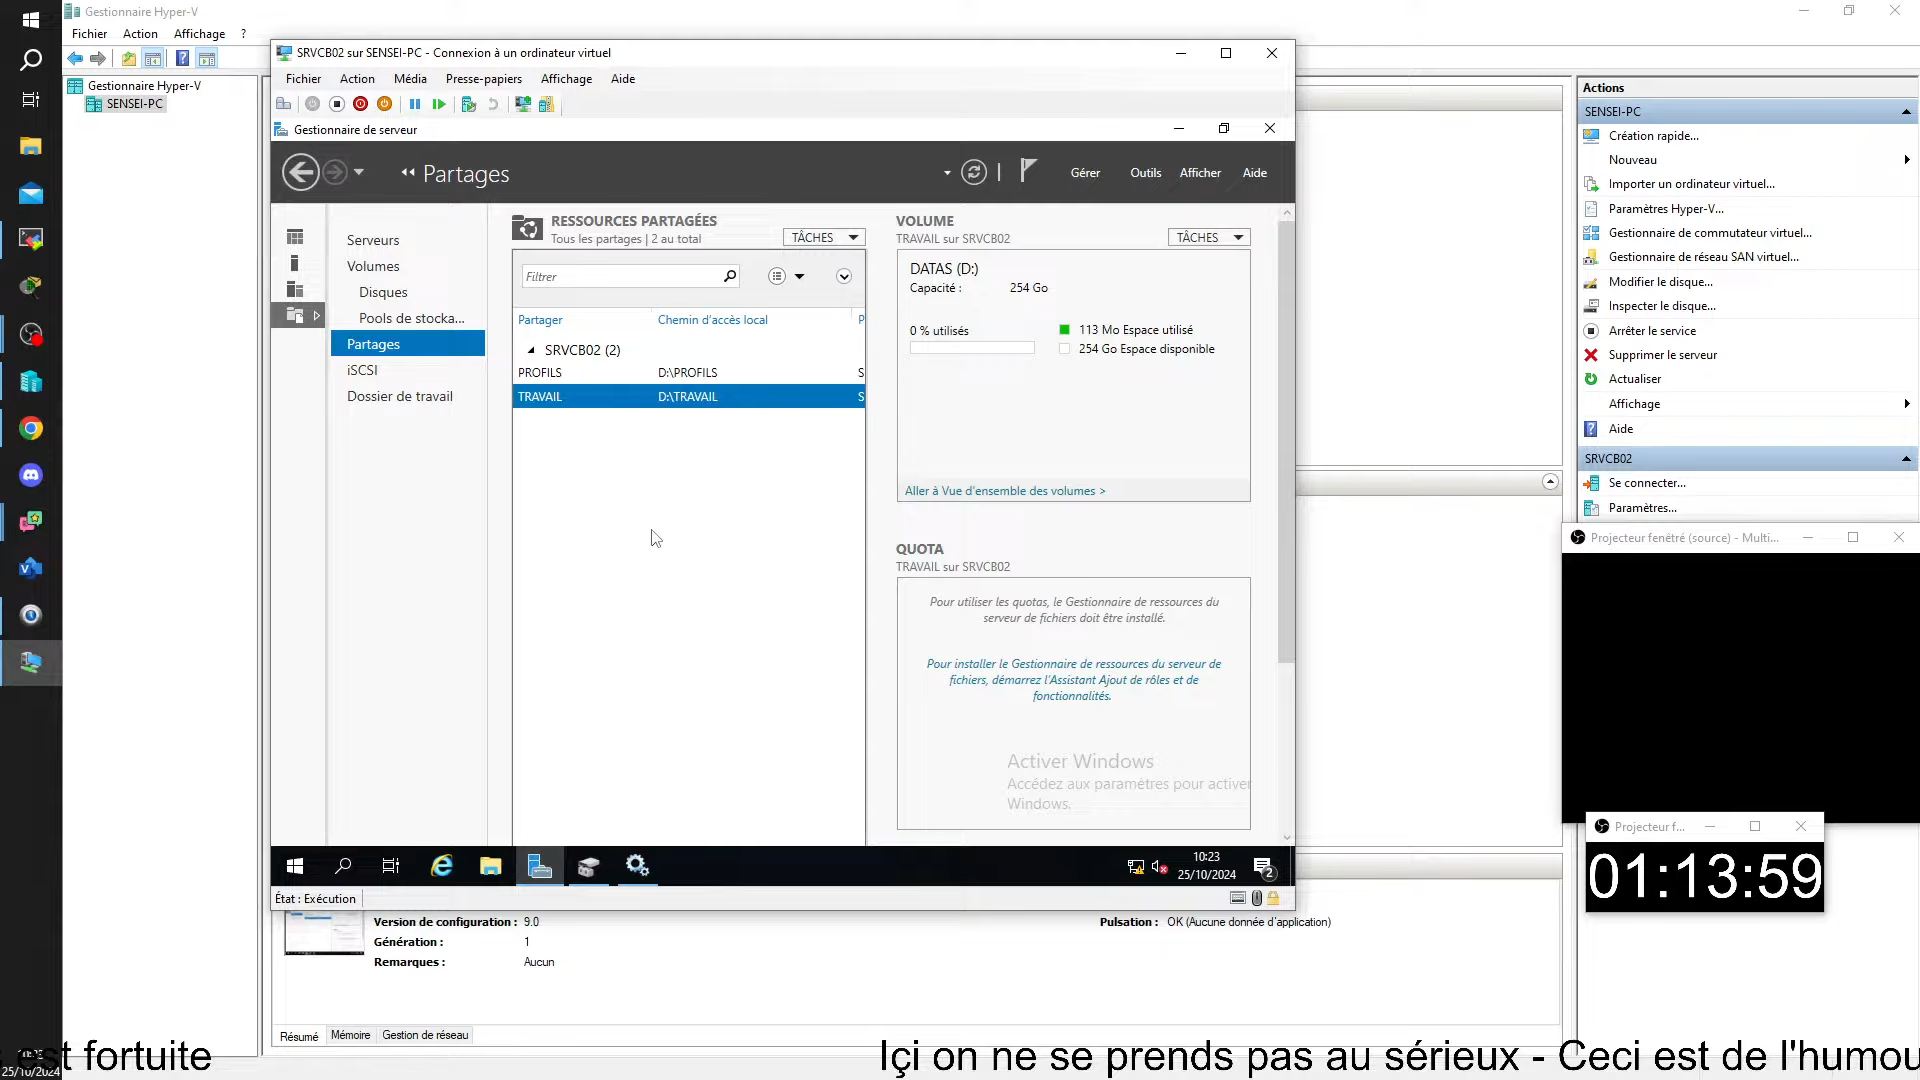 Gestionnaire Hyper-V
Fichier Action Affichage ?
Gestionnaire Hyper-V
SENSEI-PC
SRVCB02 sur SENSEI-PC - Connexion à un ordinateur virtuel
Fichier Action Média Presse-papiers Affichage Aide
Gestionnaire de serveur
Partages
Gérer Outils Afficher Aide
Serveurs
Volumes
Disques
Pools de stocka...
Partages
iSCSI
Dossier de travail
RESSOURCES PARTAGÉES
Tous les partages | 2 au total
TÂCHES
Filtrer
Partager Chemin d'accès local P
SRVCB02 (2)
PROFILS D:\PROFILS S
TRAVAIL D:\TRAVAIL S
VOLUME
TRAVAIL sur SRVCB02
TÂCHES
DATAS (D:)
Capacité : 254 Go
0 % utilisés
113 Mo Espace utilisé
254 Go Espace disponible
Aller à Vue d'ensemble des volumes >
QUOTA
TRAVAIL sur SRVCB02
Pour utiliser les quotas, le Gestionnaire de ressources du
serveur de fichiers doit être installé.
Pour installer le Gestionnaire de ressources du serveur de
fichiers, démarrez l'Assistant Ajout de rôles et de
fonctionnalités.
Activer Windows
Accédez aux paramètres pour activer
Windows.
10:23
25/10/2024
2
État : Exécution
Version de configuration : 9.0
Génération : 1
Remarques : Aucun
Pulsation : OK (Aucune donnée d'application)
Résumé Mémoire Gestion de réseau
Actions
SENSEI-PC
Création rapide...
Nouveau
Importer un ordinateur virtuel...
Paramètres Hyper-V...
Gestionnaire de commutateur virtuel...
Gestionnaire de réseau SAN virtuel...
Modifier le disque...
Inspecter le disque...
Arrêter le service
Supprimer le serveur
Actualiser
Affichage
Aide
SRVCB02
Se connecter...
Paramètres...
Projecteur fenêtré (source) - Multi...
Projecteur f...
01:13:59
est fortuite
Içi on ne se prends pas au sérieux - Ceci est de l'humou
25/10/2024